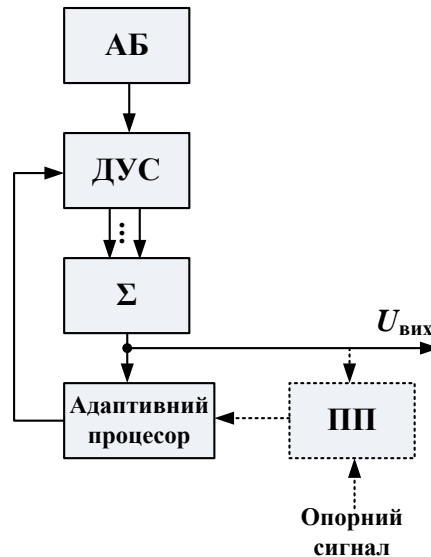 АБ
ДУС
...
Σ
Uвих
Адаптивний
процесор
ПП
Опорний
сигнал